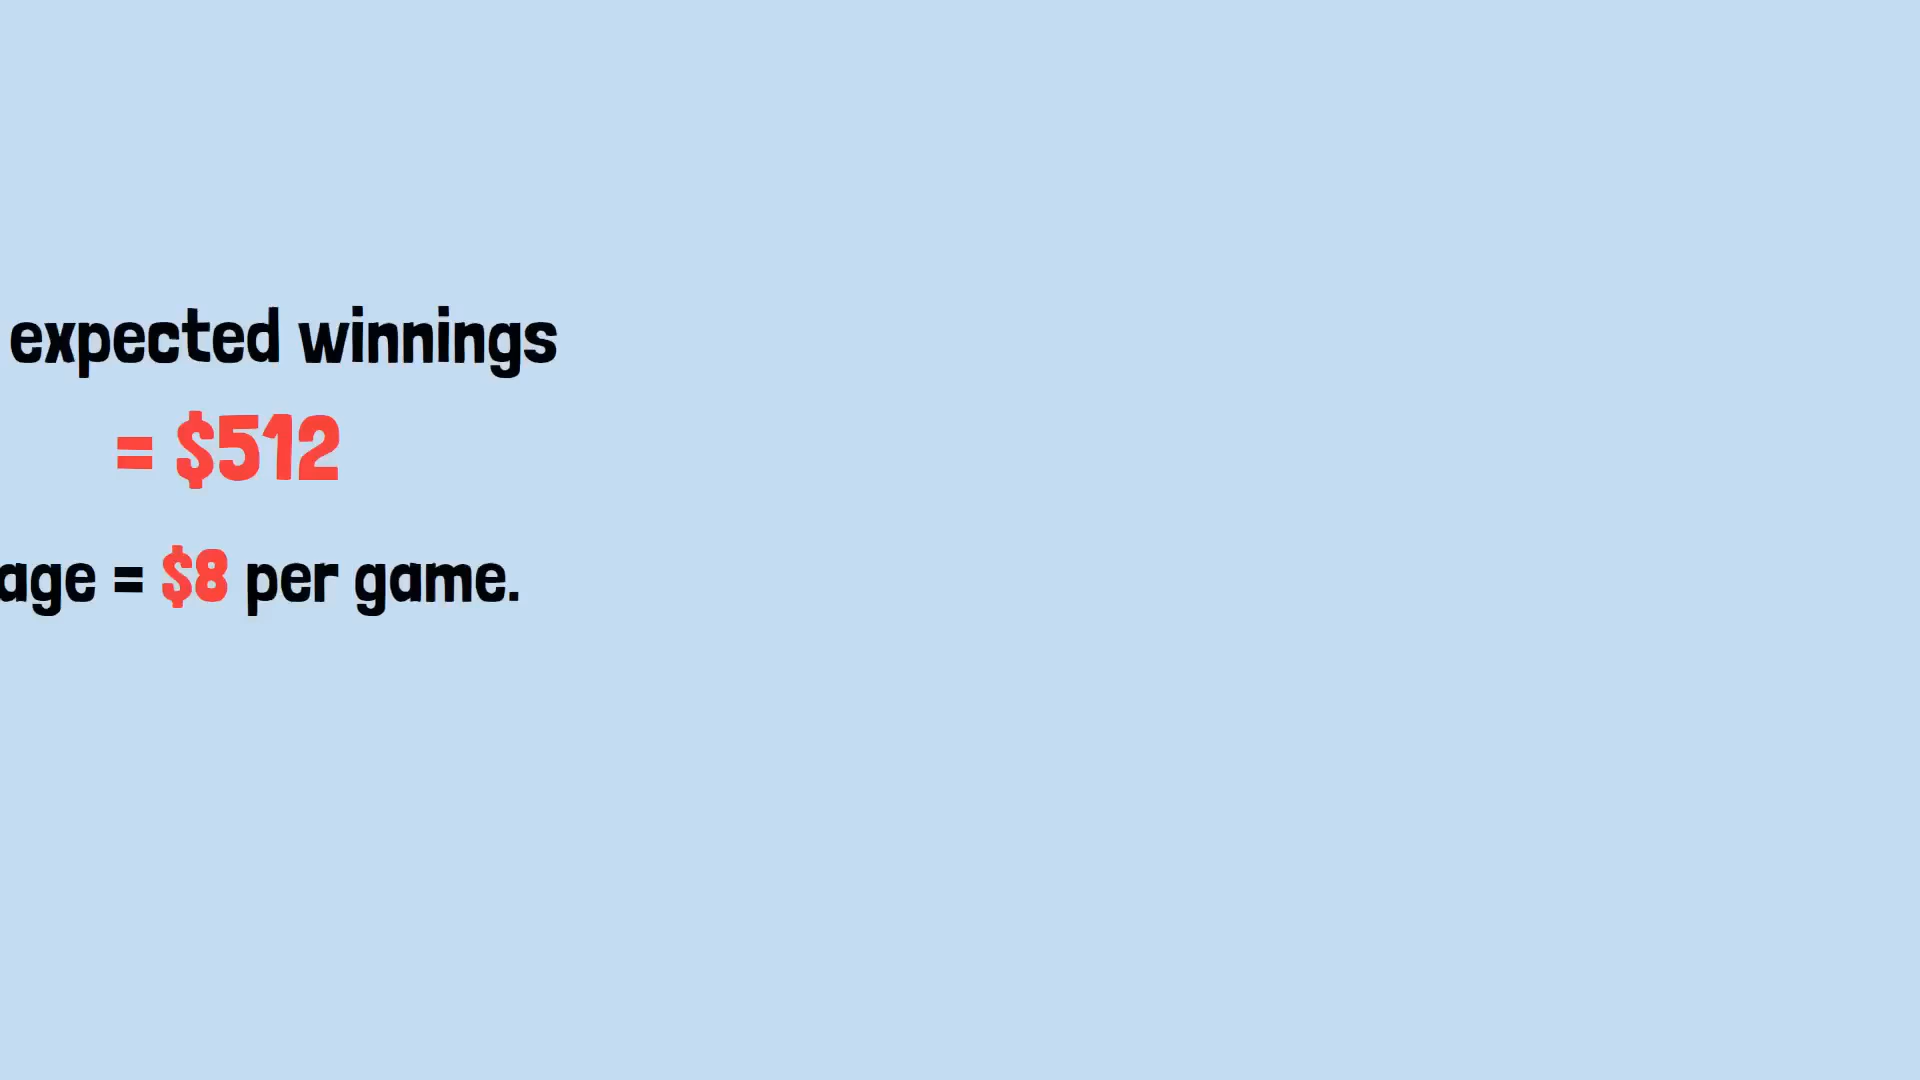 expected winnings
= $512
age = $8 per game.